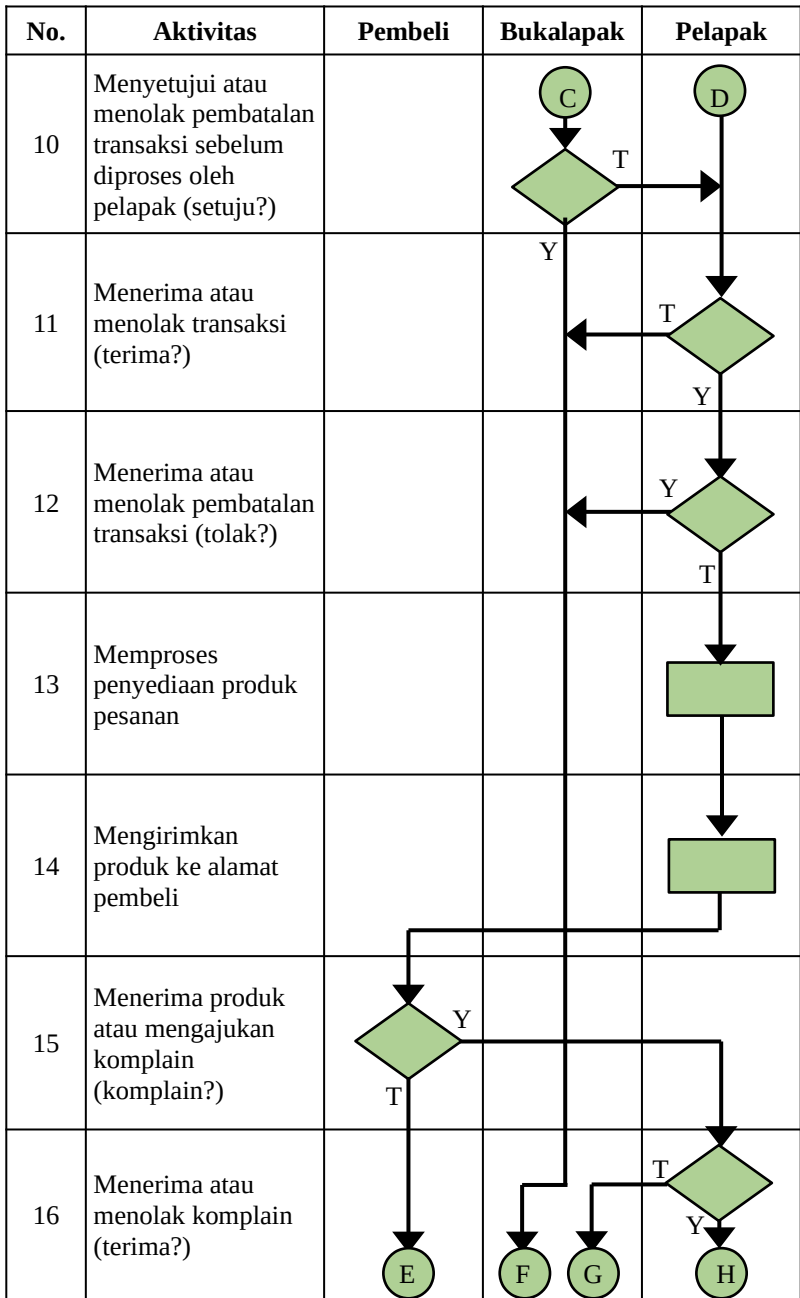 No. Aktivitas Pembeli Bukalapak Pelapak
10
Menyetujui atau
menolak pembatalan
transaksi sebelum
diproses oleh
pelapak (setuju?)
C
D
T
Y
11
Menerima atau
menolak transaksi
(terima?)
T
Y
12
Menerima atau
menolak pembatalan
transaksi (tolak?)
Y
T
13
Memproses
penyediaan produk
pesanan
14
Mengirimkan
produk ke alamat
pembeli
15
Menerima produk
atau mengajukan
komplain
(komplain?)
Y
T
16
Menerima atau
menolak komplain
(terima?)
T
Y
E
F
G
H